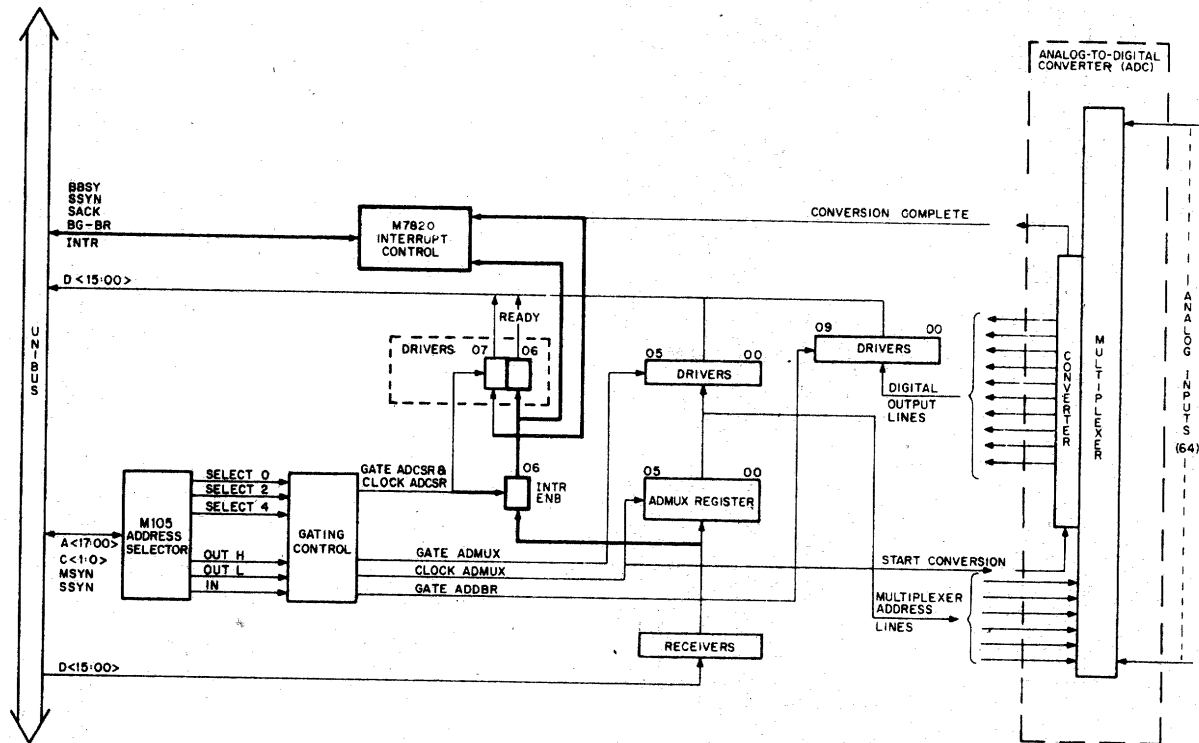 ANALOG-TO-DIGITAL
CONVERTER (ADC)
BBSY
SSYN
SACK
BG-BR
INTR
M7820
INTERRUPT
CONTROL
CONVERSION COMPLETE
D <15:00>
UNIBUS
READY
DRIVERS
07
06
05
00
DRIVERS
09
00
DRIVERS
DIGITAL
OUTPUT
LINES
CONVERTER
MULTIPLEXER
ANALOG INPUTS
(64)
SELECT 0
SELECT 2
SELECT 4
M105
ADDRESS
SELECTOR
OUT H
OUT L
IN
A<17:00>
C<1:0>
MSYN
SSYN
GATING
CONTROL
GATE ADCSR &
CLOCK ADCSR
06
INTR
ENB
05
00
ADMUX REGISTER
GATE ADMUX
CLOCK ADMUX
GATE ADDBR
START CONVERSION
MULTIPLEXER
ADDRESS
LINES
RECEIVERS
D<15:00>